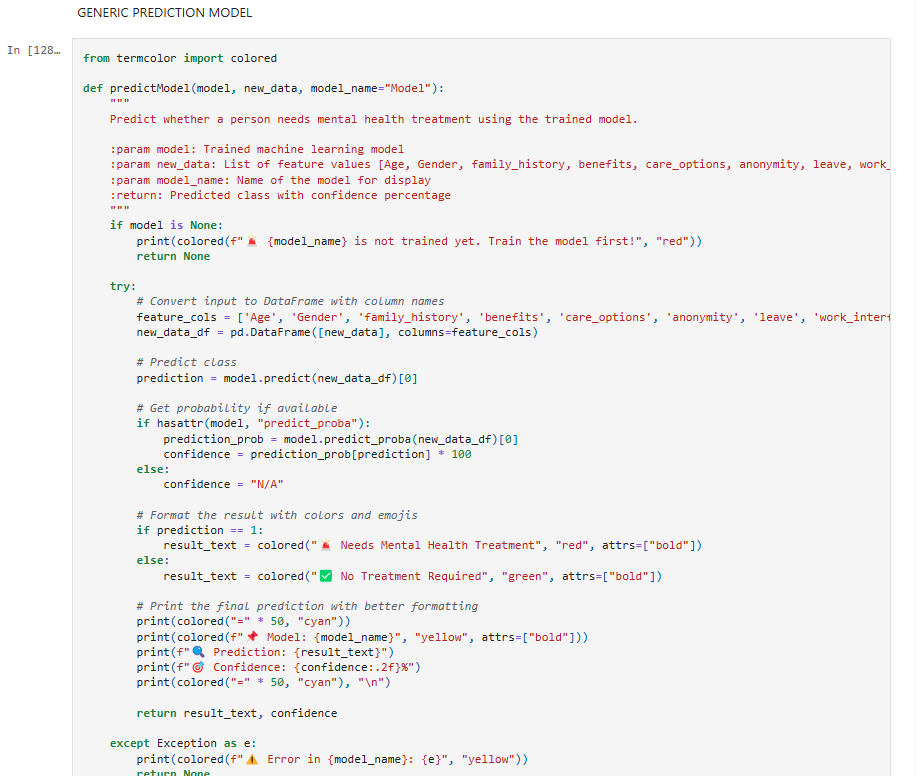 GENERIC PREDICTION MODEL
In [128…
from termcolor import colored
def predictModel(model, new_data, model_name="Model"):
    """
    Predict whether a person needs mental health treatment using the trained model.
    :param model: Trained machine learning model
    :param new_data: List of feature values [Age, Gender, family_history, benefits, care_options, anonymity, leave, work_
    :param model_name: Name of the model for display
    :return: Predicted class with confidence percentage
    """
    if model is None:
        print(colored(f"🚨 {model_name} is not trained yet. Train the model first!", "red"))
        return None
    try:
        # Convert input to DataFrame with column names
        feature_cols = ['Age', 'Gender', 'family_history', 'benefits', 'care_options', 'anonymity', 'leave', 'work_interf
        new_data_df = pd.DataFrame([new_data], columns=feature_cols)
        # Predict class
        prediction = model.predict(new_data_df)[0]
        # Get probability if available
        if hasattr(model, "predict_proba"):
            prediction_prob = model.predict_proba(new_data_df)[0]
            confidence = prediction_prob[prediction] * 100
        else:
            confidence = "N/A"
        # Format the result with colors and emojis
        if prediction == 1:
            result_text = colored("🚨 Needs Mental Health Treatment", "red", attrs=["bold"])
        else:
            result_text = colored("✅ No Treatment Required", "green", attrs=["bold"])
        # Print the final prediction with better formatting
        print(colored("=" * 50, "cyan"))
        print(colored(f"📌 Model: {model_name}", "yellow", attrs=["bold"]))
        print(f"🔍 Prediction: {result_text}")
        print(f"🎯 Confidence: {confidence:.2f}%")
        print(colored("=" * 50, "cyan"), "\n")
        return result_text, confidence
    except Exception as e:
        print(colored(f"⚠️ Error in {model_name}: {e}", "yellow"))
        return None